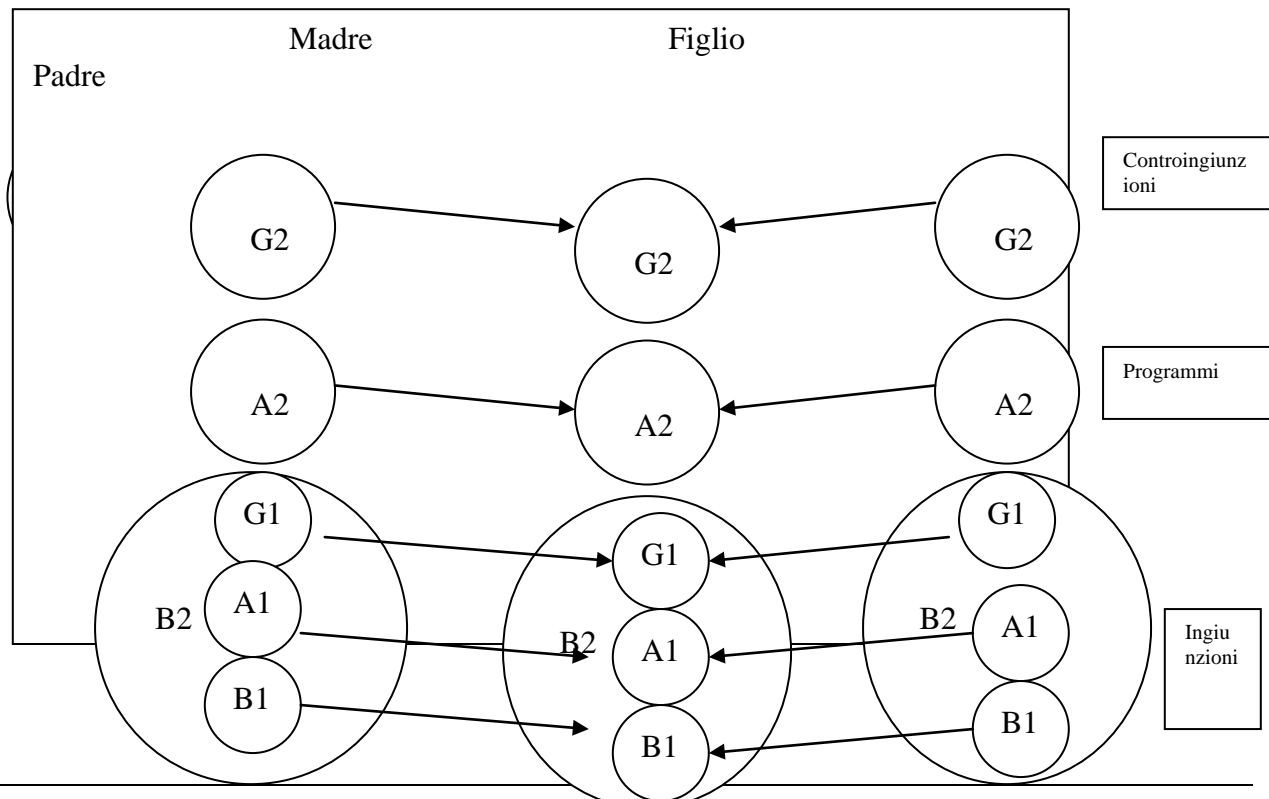 Madre Figlio
Padre
Controingiunz
ioni
G2 G2 G2
Programmi
A2 A2 A2
G1 G1 G1
B2 A1 B2 A1 B2 A1
Ingiu
nzioni
B1 B1 B1